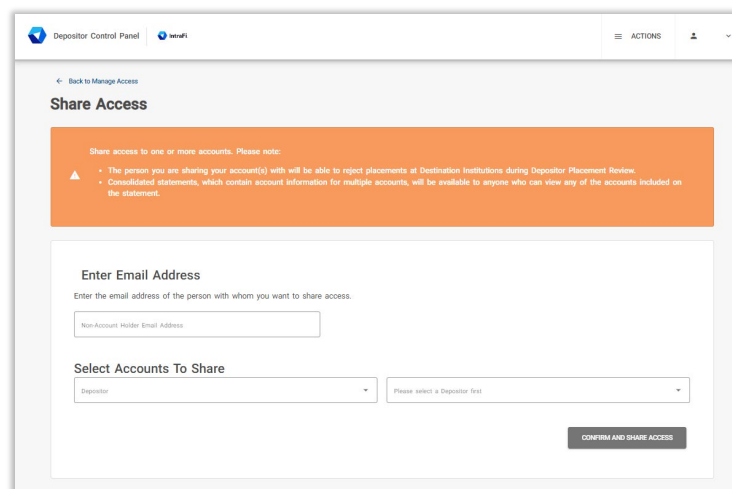 Depositor Control Panel
IntraFi
ACTIONS
Back to Manage Access
Share Access
Share access to one or more accounts. Please note:
• The person you are sharing your account(s) with will be able to reject placements at Destination Institutions during Depositor Placement Review.
• Consolidated statements, which contain account information for multiple accounts, will be available to anyone who can view any of the accounts included on
the statement.
Enter Email Address
Enter the email address of the person with whom you want to share access.
Non-Account Holder Email Address
Select Accounts To Share
Depositor
Please select a Depositor first
CONFIRM AND SHARE ACCESS